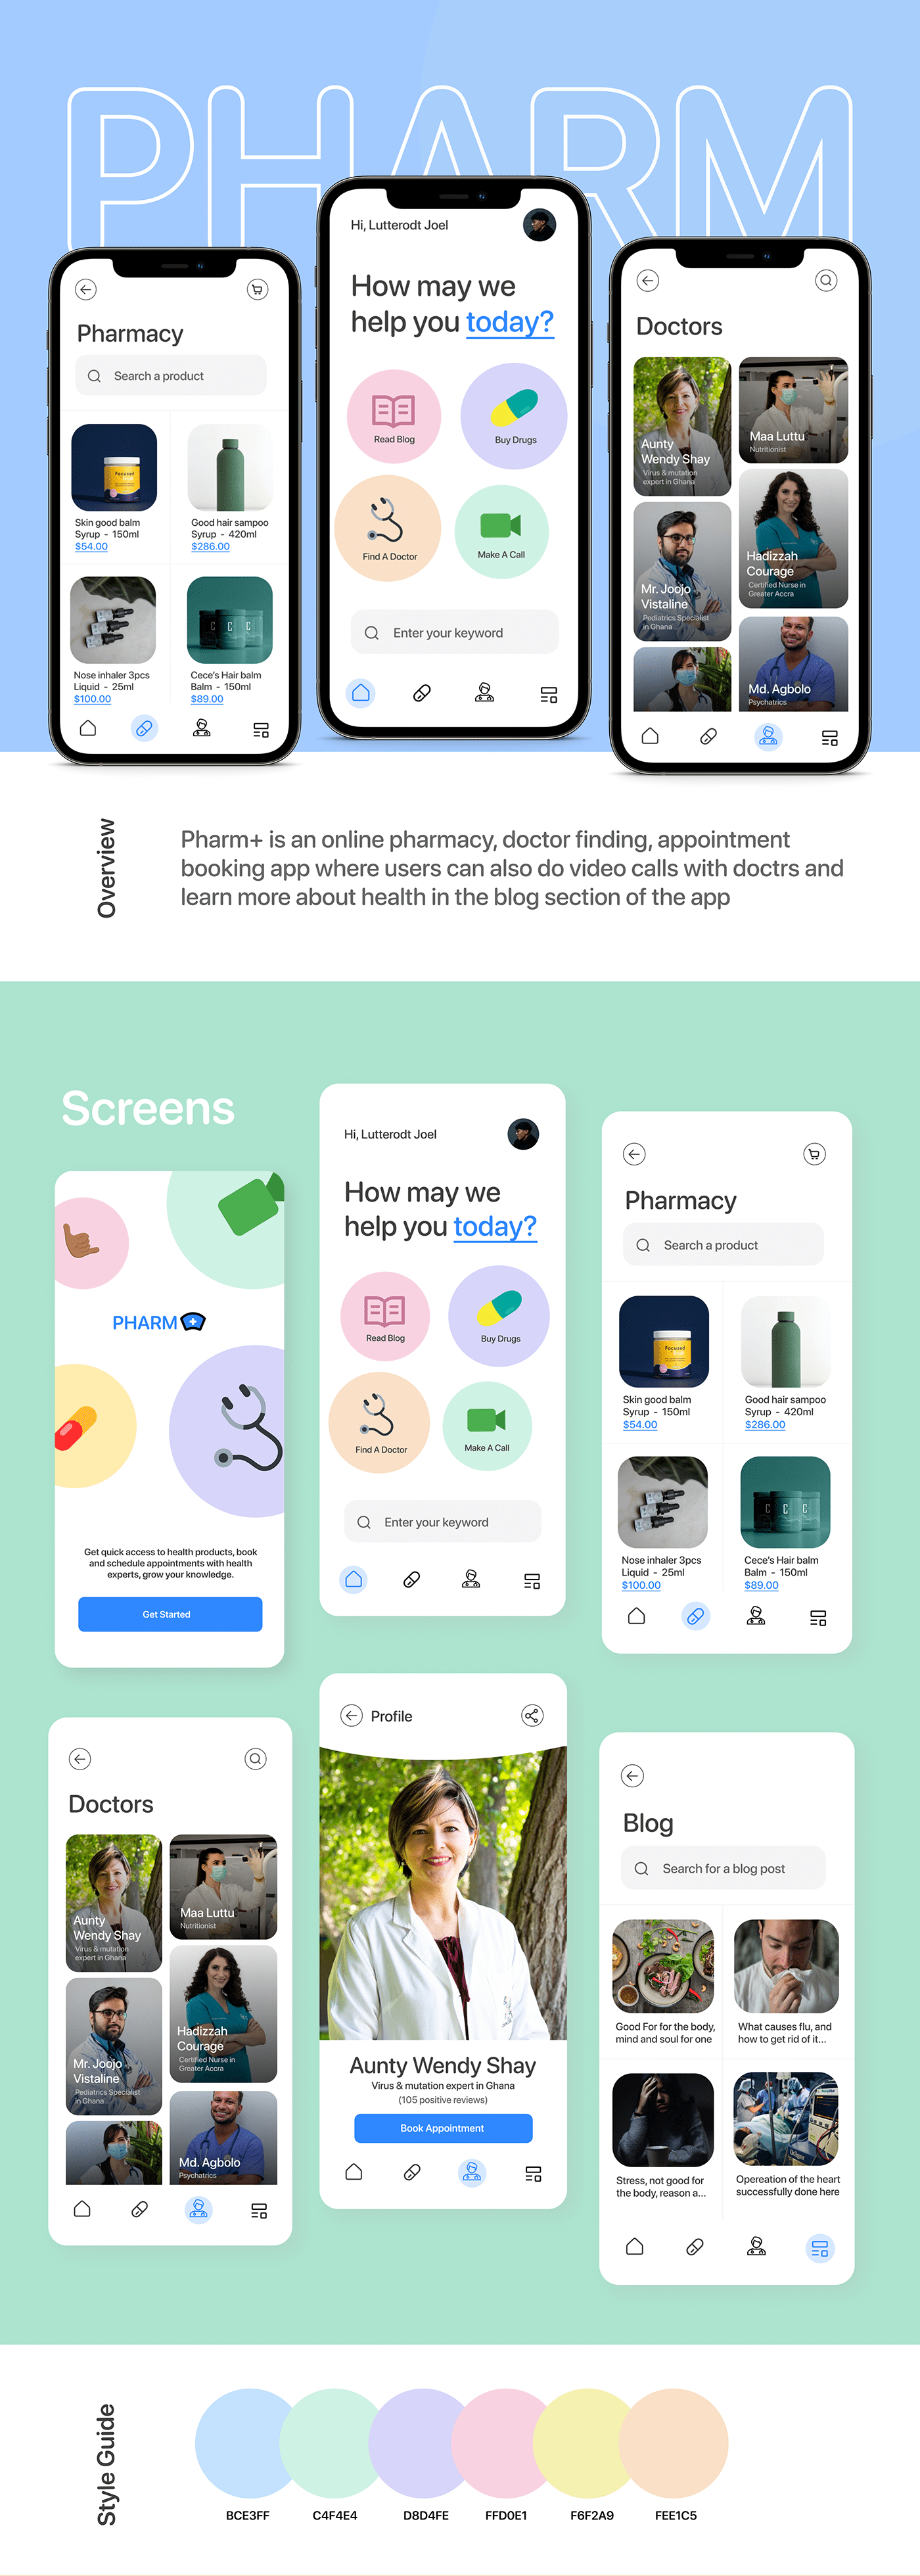 PHARM
Hi, Lutterodt Joel
How may we
help you today?
Read Blog
Buy Drugs
Find A Doctor
Make A Call
Enter your keyword
Pharmacy
Search a product
Focused
Skin good balm
Syrup - 150ml
$54.00
Good hair sampoo
Syrup - 420ml
$286.00
Nose inhaler 3pcs
Liquid - 25ml
$100.00
Cece's Hair balm
Balm - 150ml
$89.00
Doctors
Aunty
Wendy Shay
Virus & mutation
expert in Ghana
Maa Luttu
Nutritionist
Mr. Joojo
Vistaline
Pediatrics Specialist
in Ghana
Hadizzah
Courage
Certified Nurse in
Greater Accra
Md. Agbolo
Psychatrics
Overview
Pharm+ is an online pharmacy, doctor finding, appointment
booking app where users can also do video calls with doctrs and
learn more about health in the blog section of the app
Screens
PHARM
Get quick access to health products, book
and schedule appointments with health
experts, grow your knowledge.
Get Started
Hi, Lutterodt Joel
How may we
help you today?
Read Blog
Buy Drugs
Find A Doctor
Make A Call
Enter your keyword
Pharmacy
Search a product
Focused
Skin good balm
Syrup - 150ml
$54.00
Good hair sampoo
Syrup - 420ml
$286.00
Nose inhaler 3pcs
Liquid - 25ml
$100.00
Cece's Hair balm
Balm - 150ml
$89.00
Doctors
Aunty
Wendy Shay
Virus & mutation
expert in Ghana
Maa Luttu
Nutritionist
Mr. Joojo
Vistaline
Pediatrics Specialist
in Ghana
Hadizzah
Courage
Certified Nurse in
Greater Accra
Md. Agbolo
Psychatrics
Profile
Aunty Wendy Shay
Virus & mutation expert in Ghana
(105 positive reviews)
Book Appointment
Blog
Search for a blog post
Good For for the body,
mind and soul for one
What causes flu, and
how to get rid of it...
Stress, not good for
the body, reason a...
Opereation of the heart
successfully done here
Style Guide
BCE3FF
C4F4E4
D8D4FE
FFD0E1
F6F2A9
FEE1C5